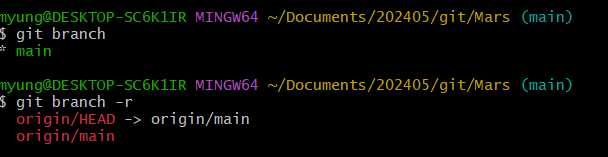 myung@DESKTOP-SC6K1IR MINGW64 ~/Documents/202405/git/Mars (main)
$ git branch
* main
myung@DESKTOP-SC6K1IR MINGW64 ~/Documents/202405/git/Mars (main)
$ git branch -r
  origin/HEAD -> origin/main
  origin/main